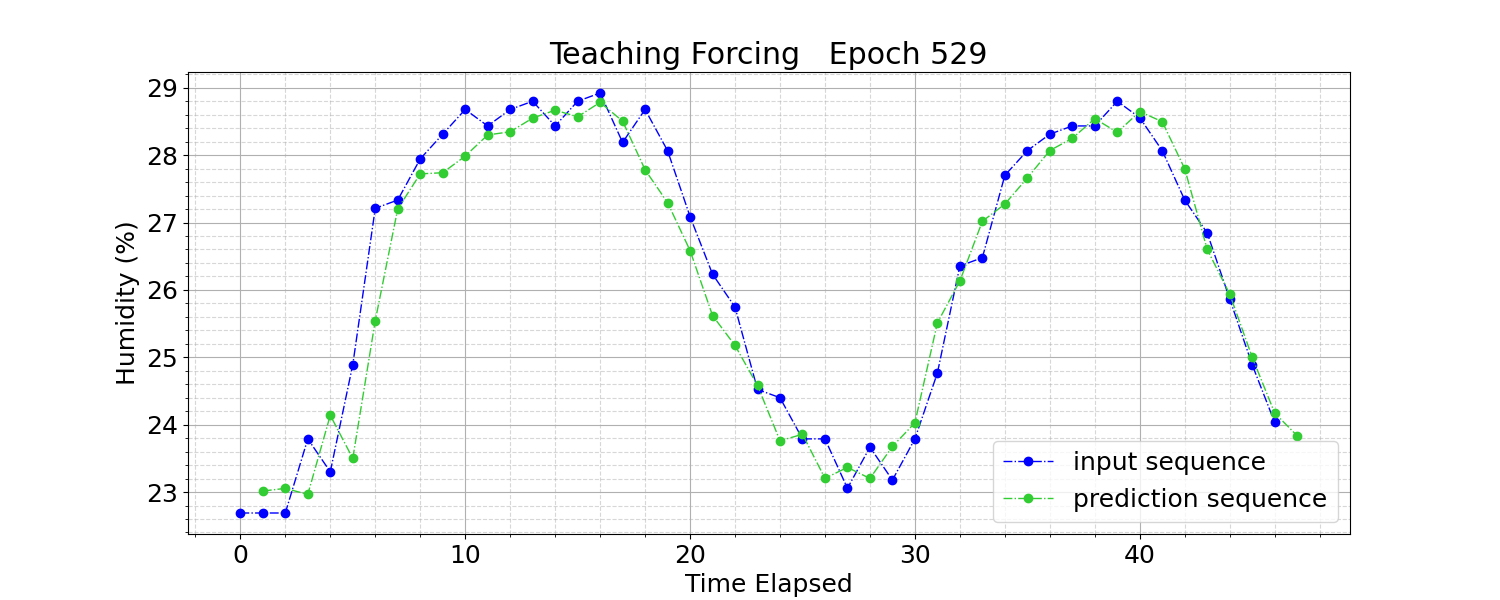 Teaching Forcing   Epoch 529
Humidity (%)
29
28
27
26
25
24
23
0 10 20 30 40
Time Elapsed
input sequence
prediction sequence